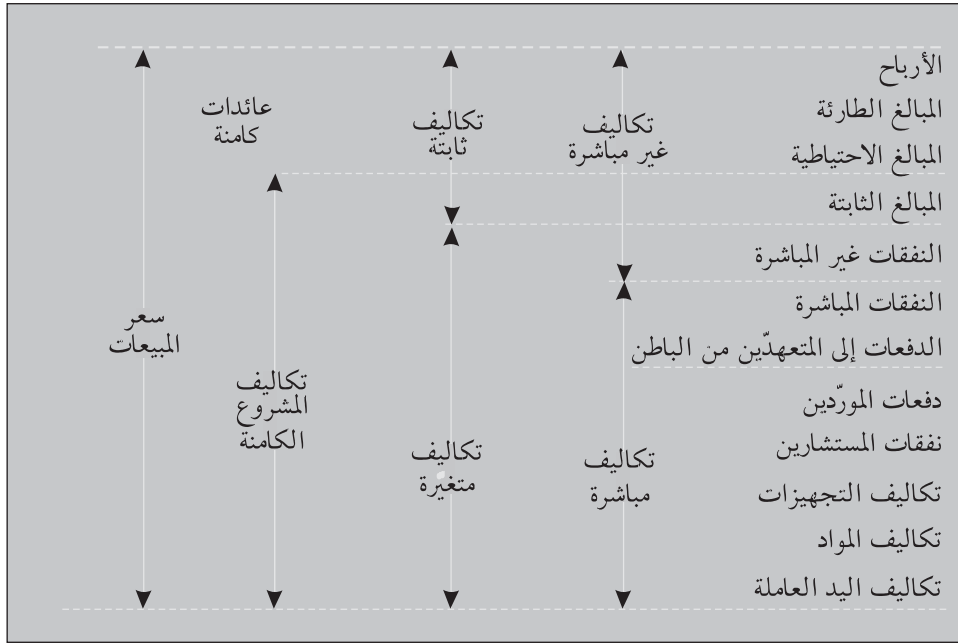 الأرباح
المبالغ الطارئة
المبالغ الاحتياطية
المبالغ الثابتة
النفقات غير المباشرة
النفقات المباشرة
الدفعات إلى المتعهدّين من الباطن
دفعات المورّدين
نفقات المستشارين
تكاليف التجهيزات
تكاليف المواد
تكاليف اليد العاملة
تكاليف
غير مباشرة
تكاليف
مباشرة
تكاليف
ثابتة
تكاليف
متغيرة
عائدات
كامنة
تكاليف
المشروع
الكامنة
سعر
المبيعات